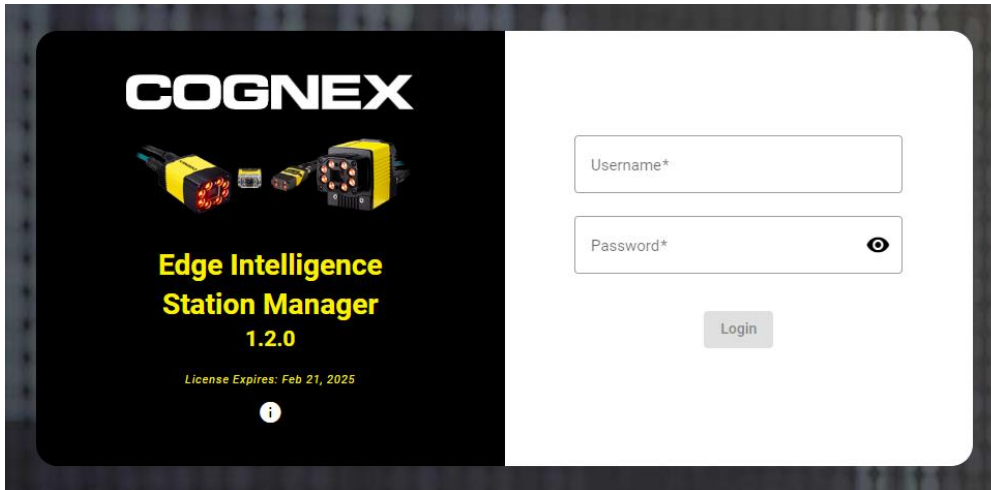 COGNEX
Edge Intelligence
Station Manager
1.2.0
License Expires: Feb 21, 2025
i
Username*
Password*
Login